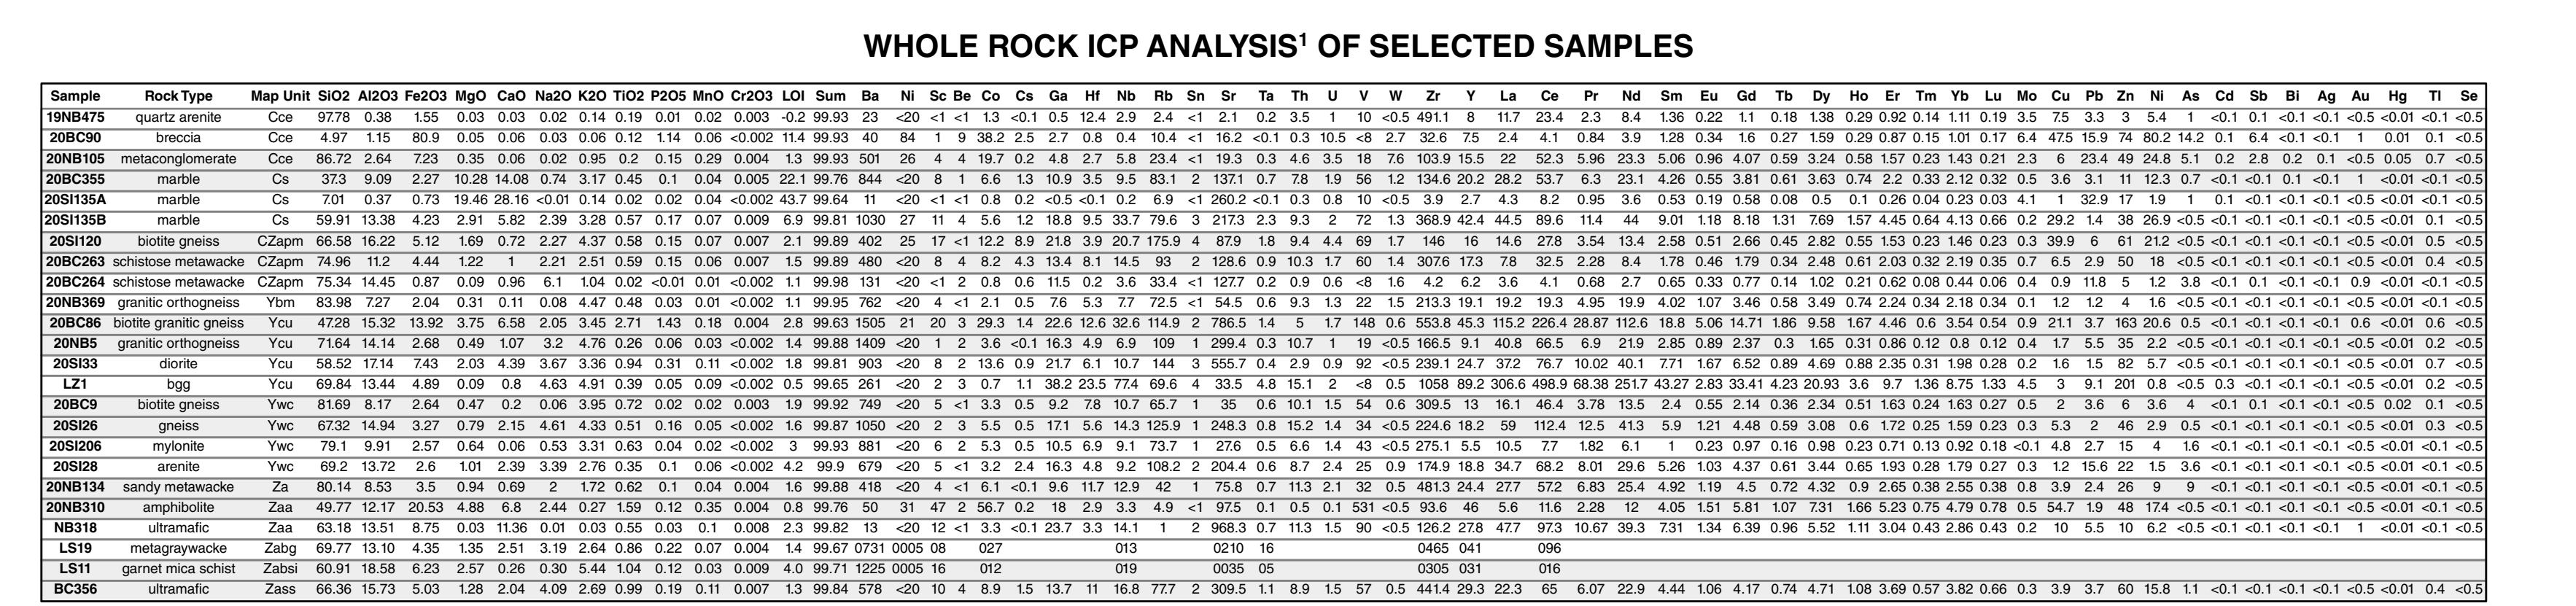 WHOLE ROCK ICP ANALYSIS1 OF SELECTED SAMPLES
Sample Rock Type Map Unit SiO2 Al2O3 Fe2O3 MgO CaO Na2O K2O TiO2 P2O5 MnO Cr2O3 LOI Sum Ba Ni Sc Be Co Cs Ga Hf Nb Rb Sn Sr Ta Th U V W Zr Y La Ce Pr Nd Sm Eu Gd Tb Dy Ho Er Tm Yb Lu Mo Cu Pb Zn Ni As Cd Sb Bi Ag Au Hg Tl Se
19NB475 quartz arenite Cce 97.78 0.38 1.55 0.03 0.03 0.02 0.14 0.19 0.01 0.02 0.003 -0.2 99.93 23 <20 <1 <1 1.3 <0.1 0.5 12.4 2.9 2.4 <1 2.1 0.2 3.5 1 10 <0.5 491.1 8 11.7 23.4 2.3 8.4 1.36 0.22 1.1 0.18 1.38 0.29 0.92 0.14 1.11 0.19 3.5 7.5 3.3 3 5.4 1 <0.1 0.1 <0.1 <0.1 <0.5 <0.01 <0.1 <0.5
20BC90 breccia Cce 4.97 1.15 80.9 0.05 0.06 0.03 0.06 0.12 1.14 0.06 <0.002 11.4 99.93 40 84 1 9 38.2 2.5 2.7 0.8 0.4 10.4 <1 16.2 <0.1 0.3 10.5 <8 2.7 32.6 7.5 2.4 4.1 0.84 3.9 1.28 0.34 1.6 0.27 1.59 0.29 0.87 0.15 1.01 0.17 6.4 47.5 15.9 74 80.2 14.2 0.1 6.4 <0.1 <0.1 1 0.01 0.1 <0.5
20NB105 metaconglomerate Cce 86.72 2.64 7.23 0.35 0.06 0.02 0.95 0.2 0.15 0.29 0.004 1.3 99.93 501 26 4 4 19.7 0.2 4.8 2.7 5.8 23.4 <1 19.3 0.3 4.6 3.5 18 7.6 103.9 15.5 22 52.3 5.96 23.3 5.06 0.96 4.07 0.59 3.24 0.58 1.57 0.23 1.43 0.21 2.3 6 23.4 49 24.8 5.1 0.2 2.8 0.2 0.1 <0.5 0.05 0.7 <0.5
20BC355 marble Cs 37.3 9.09 2.27 10.28 14.08 0.74 3.17 0.45 0.1 0.04 0.005 22.1 99.76 844 <20 8 1 6.6 1.3 10.9 3.5 9.5 83.1 2 137.1 0.7 7.8 1.9 56 1.2 134.6 20.2 28.2 53.7 6.3 23.1 4.26 0.55 3.81 0.61 3.63 0.74 2.2 0.33 2.12 0.32 0.5 3.6 3.1 11 12.3 0.7 <0.1 <0.1 0.1 <0.1 1 <0.01 <0.1 <0.5
20SI135A marble Cs 7.01 0.37 0.73 19.46 28.16 <0.01 0.14 0.02 0.02 0.04 <0.002 43.7 99.64 11 <20 <1 <1 0.8 0.2 <0.5 <0.1 0.2 6.9 <1 260.2 <0.1 0.3 0.8 10 <0.5 3.9 2.7 4.3 8.2 0.95 3.6 0.53 0.19 0.58 0.08 0.5 0.1 0.26 0.04 0.23 0.03 4.1 1 32.9 17 1.9 1 0.1 <0.1 <0.1 <0.1 <0.5 <0.01 <0.1 <0.5
20SI135B marble Cs 59.91 13.38 4.23 2.91 5.82 2.39 3.28 0.57 0.17 0.07 0.009 6.9 99.81 1030 27 11 4 5.6 1.2 18.8 9.5 33.7 79.6 3 217.3 2.3 9.3 2 72 1.3 368.9 42.4 44.5 89.6 11.4 44 9.01 1.18 8.18 1.31 7.69 1.57 4.45 0.64 4.13 0.66 0.2 29.2 1.4 38 26.9 <0.5 <0.1 <0.1 <0.1 <0.1 <0.5 <0.01 0.1 <0.5
20SI120 biotite gneiss CZapm 66.58 16.22 5.12 1.69 0.72 2.27 4.37 0.58 0.15 0.07 0.007 2.1 99.89 402 25 17 <1 12.2 8.9 21.8 3.9 20.7 175.9 4 87.9 1.8 9.4 4.4 69 1.7 146 16 14.6 27.8 3.54 13.4 2.58 0.51 2.66 0.45 2.82 0.55 1.53 0.23 1.46 0.23 0.3 39.9 6 61 21.2 <0.5 <0.1 <0.1 <0.1 <0.1 <0.5 <0.01 0.5 <0.5
20BC263 schistose metawacke CZapm 74.96 11.2 4.44 1.22 1 2.21 2.51 0.59 0.15 0.06 0.007 1.5 99.89 480 <20 8 4 8.2 4.3 13.4 8.1 14.5 93 2 128.6 0.9 10.3 1.7 60 1.4 307.6 17.3 7.8 32.5 2.28 8.4 1.78 0.46 1.79 0.34 2.48 0.61 2.03 0.32 2.19 0.35 0.7 6.5 2.9 50 18 <0.5 <0.1 <0.1 <0.1 <0.1 <0.5 <0.01 0.4 <0.5
20BC264 schistose metawacke CZapm 75.34 14.45 0.87 0.09 0.96 6.1 1.04 0.02 <0.01 0.01 <0.002 1.1 99.98 131 <20 <1 2 0.8 0.6 11.5 0.2 3.6 33.4 <1 127.7 0.2 0.9 0.6 <8 1.6 4.2 6.2 3.6 4.1 0.68 2.7 0.65 0.33 0.77 0.14 1.02 0.21 0.62 0.08 0.44 0.06 0.4 0.9 11.8 5 1.2 3.8 <0.1 0.1 <0.1 <0.1 0.9 <0.01 <0.1 <0.5
20NB369 granitic orthogneiss Ybm 83.98 7.27 2.04 0.31 0.11 0.08 4.47 0.48 0.03 0.01 <0.002 1.1 99.95 762 <20 4 <1 2.1 0.5 7.6 5.3 7.7 72.5 <1 54.5 0.6 9.3 1.3 22 1.5 213.3 19.1 19.2 19.3 4.95 19.9 4.02 1.07 3.46 0.58 3.49 0.74 2.24 0.34 2.18 0.34 0.1 1.2 1.2 4 1.6 <0.5 <0.1 <0.1 <0.1 <0.1 <0.5 <0.01 <0.1 <0.5
20BC86 biotite granitic gneiss Ycu 47.28 15.32 13.92 3.75 6.58 2.05 3.45 2.71 1.43 0.18 0.004 2.8 99.63 1505 21 20 3 29.3 1.4 22.6 12.6 32.6 114.9 2 786.5 1.4 5 1.7 148 0.6 553.8 45.3 115.2 226.4 28.87 112.6 18.8 5.06 14.71 1.86 9.58 1.67 4.46 0.6 3.54 0.54 0.9 21.1 3.7 163 20.6 0.5 <0.1 <0.1 <0.1 <0.1 0.6 <0.01 0.6 <0.5
20NB5 granitic orthogneiss Ycu 71.64 14.14 2.68 0.49 1.07 3.2 4.76 0.26 0.06 0.03 <0.002 1.4 99.88 1409 <20 1 2 3.6 <0.1 16.3 4.9 6.9 109 1 299.4 0.3 10.7 1 19 <0.5 166.5 9.1 40.8 66.5 6.9 21.9 2.85 0.89 2.37 0.3 1.65 0.31 0.86 0.12 0.8 0.12 0.4 1.7 5.5 35 2.2 <0.5 <0.1 <0.1 <0.1 <0.1 <0.5 <0.01 0.2 <0.5
20SI33 diorite Ycu 58.52 17.14 7.43 2.03 4.39 3.67 3.36 0.94 0.31 0.11 <0.002 1.8 99.81 903 <20 8 2 13.6 0.9 21.7 6.1 10.7 144 3 555.7 0.4 2.9 0.9 92 <0.5 239.1 24.7 37.2 76.7 10.02 40.1 7.71 1.67 6.52 0.89 4.69 0.88 2.35 0.31 1.98 0.28 0.2 1.6 1.5 82 5.7 <0.5 <0.1 <0.1 <0.1 <0.1 <0.5 <0.01 0.7 <0.5
LZ1 bgg Ycu 69.84 13.44 4.89 0.09 0.8 4.63 4.91 0.39 0.05 0.09 <0.002 0.5 99.65 261 <20 2 3 0.7 1.1 38.2 23.5 77.4 69.6 4 33.5 4.8 15.1 2 <8 0.5 1058 89.2 306.6 498.9 68.38 251.7 43.27 2.83 33.41 4.23 20.93 3.6 9.7 1.36 8.75 1.33 4.5 3 9.1 201 0.8 <0.5 0.3 <0.1 <0.1 <0.1 <0.5 <0.01 0.2 <0.5
20BC9 biotite gneiss Ywc 81.69 8.17 2.64 0.47 0.2 0.06 3.95 0.72 0.02 0.02 0.003 1.9 99.92 749 <20 5 <1 3.3 0.5 9.2 7.8 10.7 65.7 1 35 0.6 10.1 1.5 54 0.6 309.5 13 16.1 46.4 3.78 13.5 2.4 0.55 2.14 0.36 2.34 0.51 1.63 0.24 1.63 0.27 0.5 2 3.6 6 3.6 4 <0.1 0.1 <0.1 <0.1 <0.5 0.02 0.1 <0.5
20SI26 gneiss Ywc 67.32 14.94 3.27 0.79 2.15 4.61 4.33 0.51 0.16 0.05 <0.002 1.6 99.87 1050 <20 2 3 5.5 0.5 17.1 5.6 14.3 125.9 1 248.3 0.8 15.2 1.4 34 <0.5 224.6 18.2 59 112.4 12.5 41.3 5.9 1.21 4.48 0.59 3.08 0.6 1.72 0.25 1.59 0.23 0.3 5.3 2 46 2.9 0.5 <0.1 <0.1 <0.1 <0.1 <0.5 <0.01 0.3 <0.5
20SI206 mylonite Ywc 79.1 9.91 2.57 0.64 0.06 0.53 3.31 0.63 0.04 0.02 <0.002 3 99.93 881 <20 6 2 5.3 0.5 10.5 6.9 9.1 73.7 1 27.6 0.5 6.6 1.4 43 <0.5 275.1 5.5 10.5 7.7 1.82 6.1 1 0.23 0.97 0.16 0.98 0.23 0.71 0.13 0.92 0.18 <0.1 4.8 2.7 15 4 1.6 <0.1 <0.1 <0.1 <0.1 <0.5 <0.01 <0.1 <0.5
20SI28 arenite Ywc 69.2 13.72 2.6 1.01 2.39 3.39 2.76 0.35 0.1 0.06 <0.002 4.2 99.9 679 <20 5 <1 3.2 2.4 16.3 4.8 9.2 108.2 2 204.4 0.6 8.7 2.4 25 0.9 174.9 18.8 34.7 68.2 8.01 29.6 5.26 1.03 4.37 0.61 3.44 0.65 1.93 0.28 1.79 0.27 0.3 1.2 15.6 22 1.5 3.6 <0.1 <0.1 <0.1 <0.1 <0.5 <0.01 <0.1 <0.5
20NB134 sandy metawacke Za 80.14 8.53 3.5 0.94 0.69 2 1.72 0.62 0.1 0.04 0.004 1.6 99.88 418 <20 4 <1 6.1 <0.1 9.6 11.7 12.9 42 1 75.8 0.7 11.3 2.1 32 0.5 481.3 24.4 27.7 57.2 6.83 25.4 4.92 1.19 4.5 0.72 4.32 0.9 2.65 0.38 2.55 0.38 0.8 3.9 2.4 26 9 9 <0.1 <0.1 <0.1 <0.1 <0.5 <0.01 <0.1 <0.5
20NB310 amphibolite Zaa 49.77 12.17 20.53 4.88 6.8 2.44 0.27 1.59 0.12 0.35 0.004 0.8 99.76 50 31 47 2 56.7 0.2 18 2.9 3.3 4.9 <1 97.5 0.1 0.5 0.1 531 <0.5 93.6 46 5.6 11.6 2.28 12 4.05 1.51 5.81 1.07 7.31 1.66 5.23 0.75 4.79 0.78 0.5 54.7 1.9 48 17.4 <0.5 <0.1 <0.1 <0.1 <0.1 <0.5 <0.01 <0.1 <0.5
NB318 ultramafic Zaa 63.18 13.51 8.75 0.03 11.36 0.01 0.03 0.55 0.03 0.1 0.008 2.3 99.82 13 <20 12 <1 3.3 <0.1 23.7 3.3 14.1 1 2 968.3 0.7 11.3 1.5 90 <0.5 126.2 27.8 47.7 97.3 10.67 39.3 7.31 1.34 6.39 0.96 5.52 1.11 3.04 0.43 2.86 0.43 0.2 10 5.5 10 6.2 <0.5 <0.1 <0.1 <0.1 <0.1 1 <0.01 <0.1 <0.5
LS19 metagraywacke Zabg 69.77 13.10 4.35 1.35 2.51 3.19 2.64 0.86 0.22 0.07 0.004 1.4 99.67 0731 0005 08 027 013 0210 16 0465 041 096
LS11 garnet mica schist Zabsi 60.91 18.58 6.23 2.57 0.26 0.30 5.44 1.04 0.12 0.03 0.009 4.0 99.71 1225 0005 16 012 019 0035 05 0305 031 016
BC356 ultramafic Zass 66.36 15.73 5.03 1.28 2.04 4.09 2.69 0.99 0.19 0.11 0.007 1.3 99.84 578 <20 10 4 8.9 1.5 13.7 11 16.8 77.7 2 309.5 1.1 8.9 1.5 57 0.5 441.4 29.3 22.3 65 6.07 22.9 4.44 1.06 4.17 0.74 4.71 1.08 3.69 0.57 3.82 0.66 0.3 3.9 3.7 60 15.8 1.1 <0.1 <0.1 <0.1 <0.1 <0.5 <0.01 0.4 <0.5